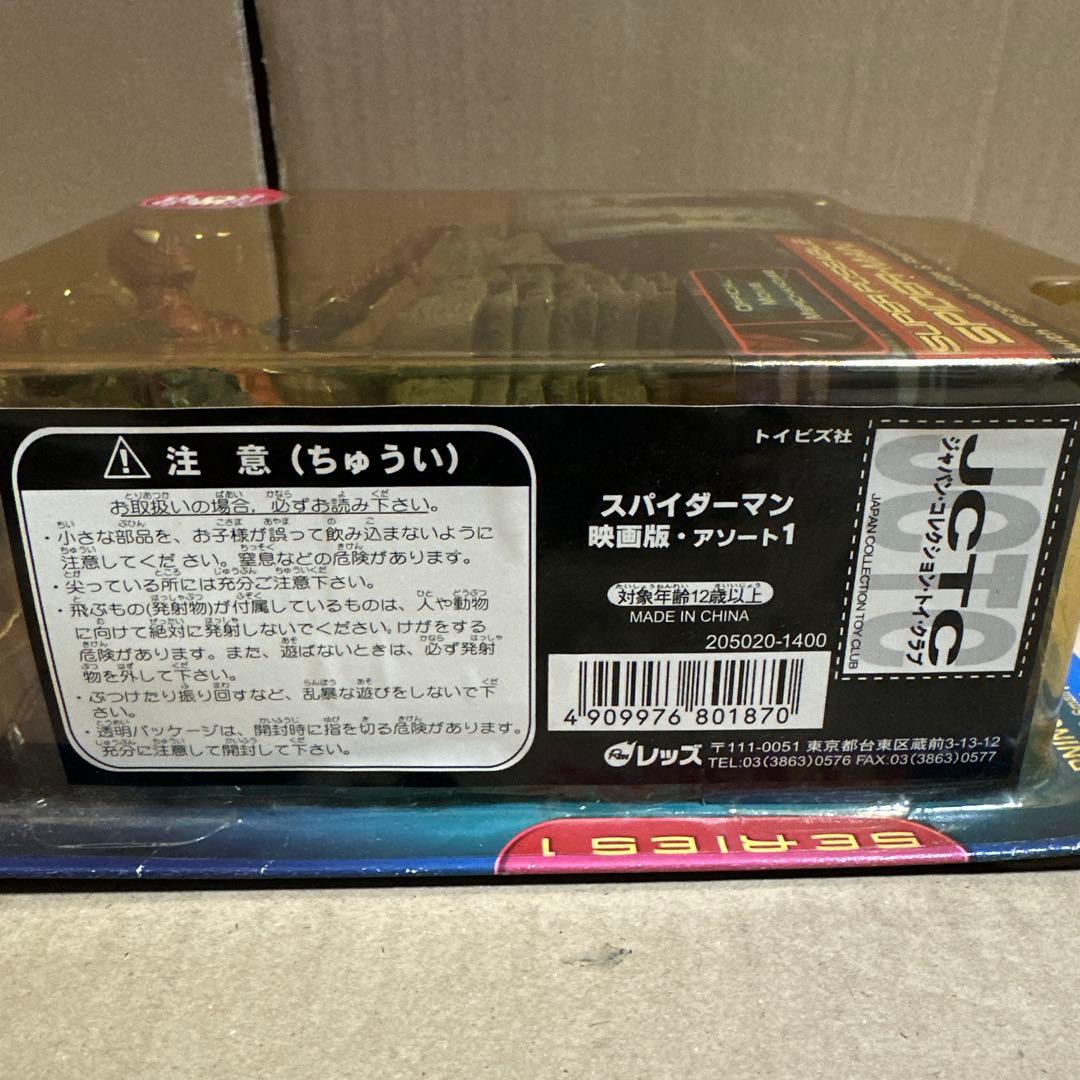 SUPER POSEABLE
SPIDER-MAN
⚠ 注 意 (ちゅうい)
お取扱いの場合、必ずお読み下さい。
・小さな部品を、お子様が誤って飲み込まないように
注意してください。窒息などの危険があります。
・尖っている所には充分ご注意下さい。
・飛ぶもの(発射物)が付属しているものは、人や動物
に向けて絶対に発射しないでください。けがをする
危険があります。また、遊ばないときは、必ず発射
物を外して下さい。
・ぶつけたり振り回すなど、乱暴な遊びをしないで下
さい。
・透明パッケージは、開封時に指を切る危険があります。
充分に注意して開封して下さい。
トイビズ社
スパイダーマン
映画版・アソート1
対象年齢12歳以上
MADE IN CHINA
205020-1400
4 909976 801870
レッズ 〒111-0051 東京都台東区蔵前3-13-12
TEL:03(3863)0576 FAX:03(3863)0577
JCTC
ジャパン・コレクション・トイ・クラブ
JAPAN COLLECTION TOY CLUB
SERIES 1